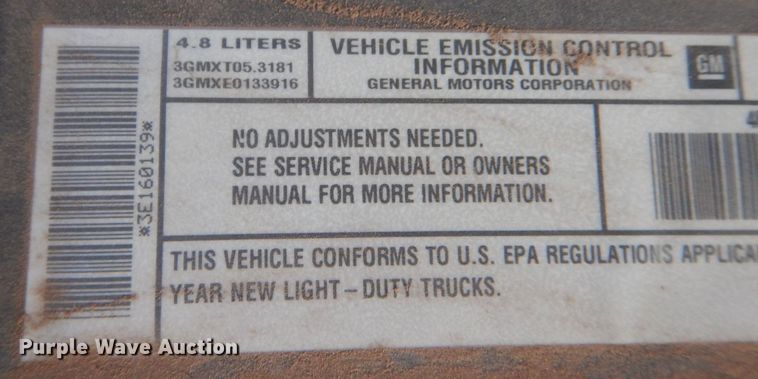 4.8 LITERS
3GMXT05.3181
3GMXE0133916
VEHICLE EMISSION CONTROL
INFORMATION
GENERAL MOTORS CORPORATION
GM
*3E160139*
NO ADJUSTMENTS NEEDED.
SEE SERVICE MANUAL OR OWNERS
MANUAL FOR MORE INFORMATION.
THIS VEHICLE CONFORMS TO U.S. EPA REGULATIONS APPLICA
YEAR NEW LIGHT-DUTY TRUCKS.
Purple Wave Auction